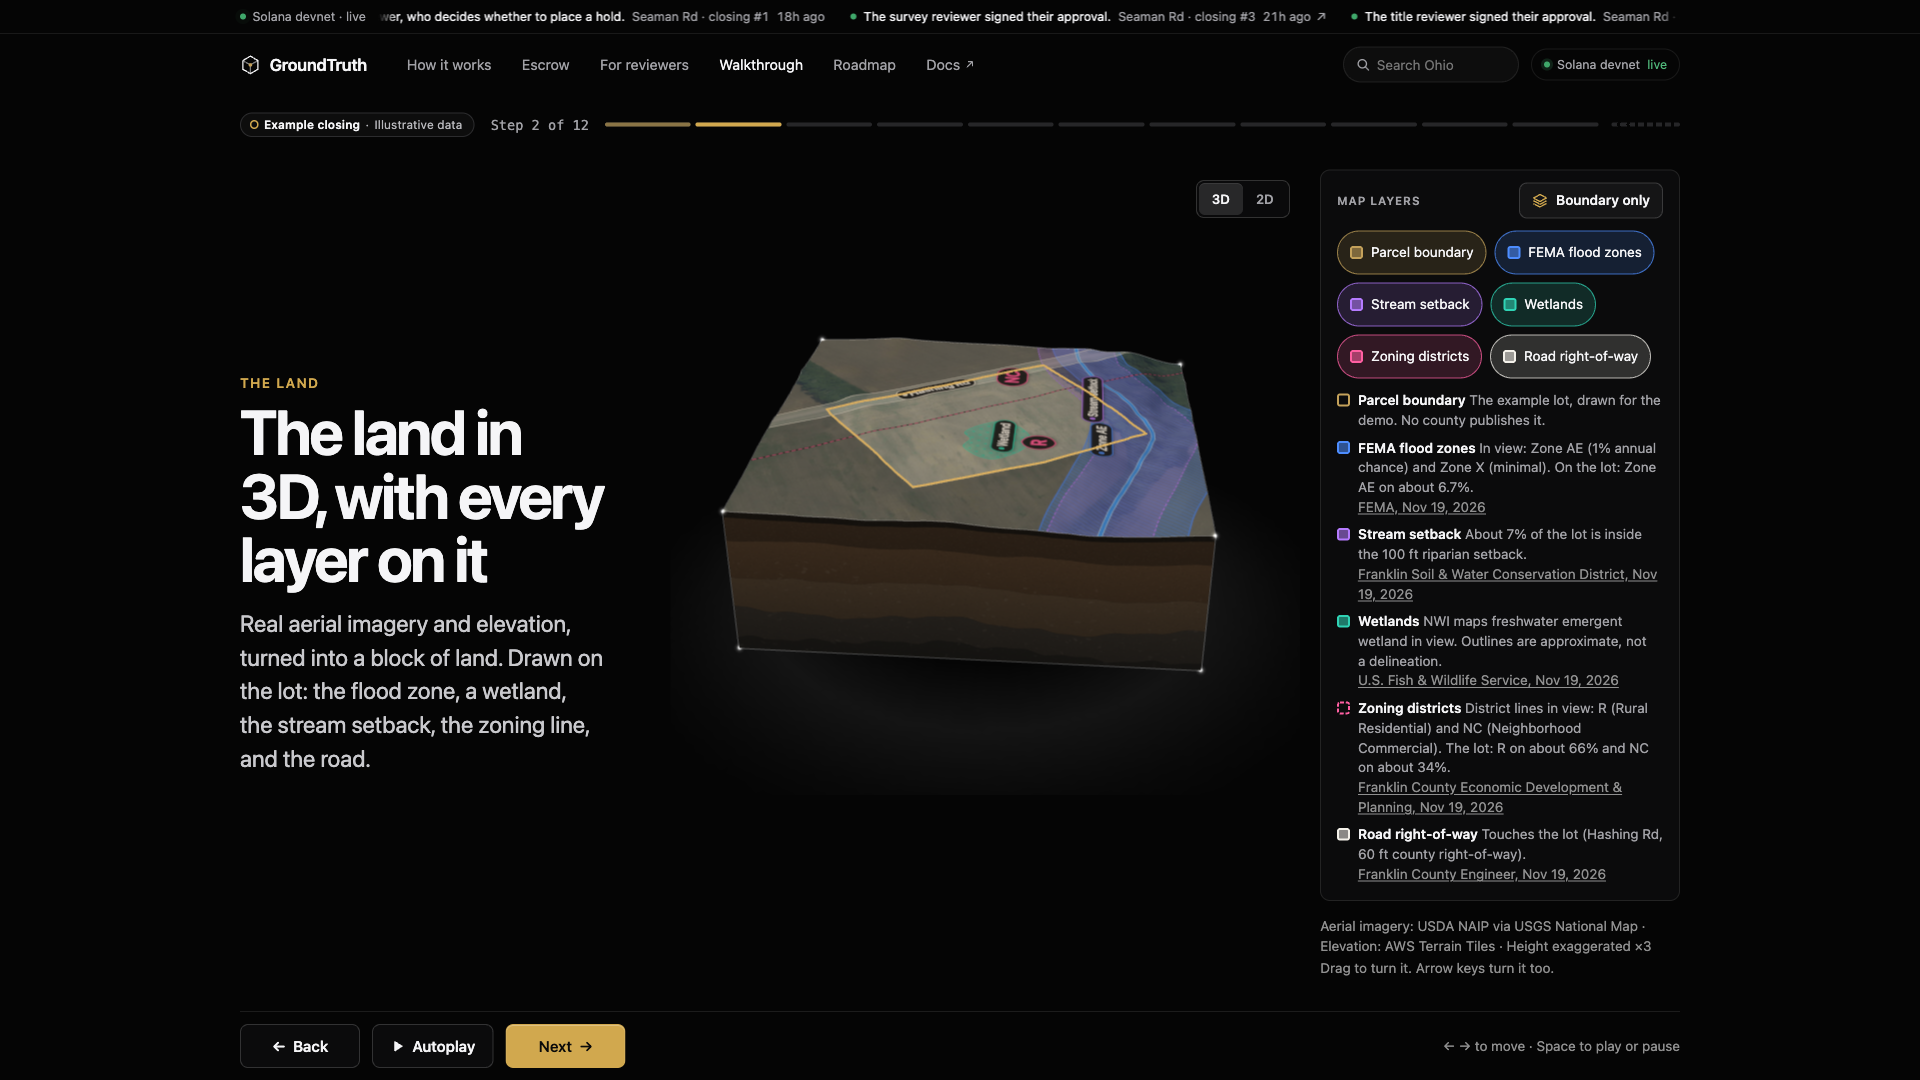 Solana devnet · live
er, who decides whether to place a hold. Seaman Rd · closing #1 18h ago
The survey reviewer signed their approval. Seaman Rd · closing #3 21h ago ↗
The title reviewer signed their approval. Seaman Rd ·
GroundTruth
How it works
Escrow
For reviewers
Walkthrough
Roadmap
Docs ↗
Search Ohio
Solana devnet live
Example closing · Illustrative data
Step 2 of 12
THE LAND
The land in
3D, with every
layer on it
Real aerial imagery and elevation,
turned into a block of land. Drawn on
the lot: the flood zone, a wetland,
the stream setback, the zoning line,
and the road.
3D
2D
NC
Stream setback
Wetland
R
Zone AE
MAP LAYERS
Boundary only
Parcel boundary
FEMA flood zones
Stream setback
Wetlands
Zoning districts
Road right-of-way
Parcel boundary The example lot, drawn for the
demo. No county publishes it.
FEMA flood zones In view: Zone AE (1% annual
chance) and Zone X (minimal). On the lot: Zone
AE on about 6.7%.
FEMA, Nov 19, 2026
Stream setback About 7% of the lot is inside
the 100 ft riparian setback.
Franklin Soil & Water Conservation District, Nov
19, 2026
Wetlands NWI maps freshwater emergent
wetland in view. Outlines are approximate, not
a delineation.
U.S. Fish & Wildlife Service, Nov 19, 2026
Zoning districts District lines in view: R (Rural
Residential) and NC (Neighborhood
Commercial). The lot: R on about 66% and NC
on about 34%.
Franklin County Economic Development &
Planning, Nov 19, 2026
Road right-of-way Touches the lot (Hashing Rd,
60 ft county right-of-way).
Franklin County Engineer, Nov 19, 2026
Aerial imagery: USDA NAIP via USGS National Map ·
Elevation: AWS Terrain Tiles · Height exaggerated ×3
Drag to turn it. Arrow keys turn it too.
← Back
Autoplay
Next →
← → to move · Space to play or pause